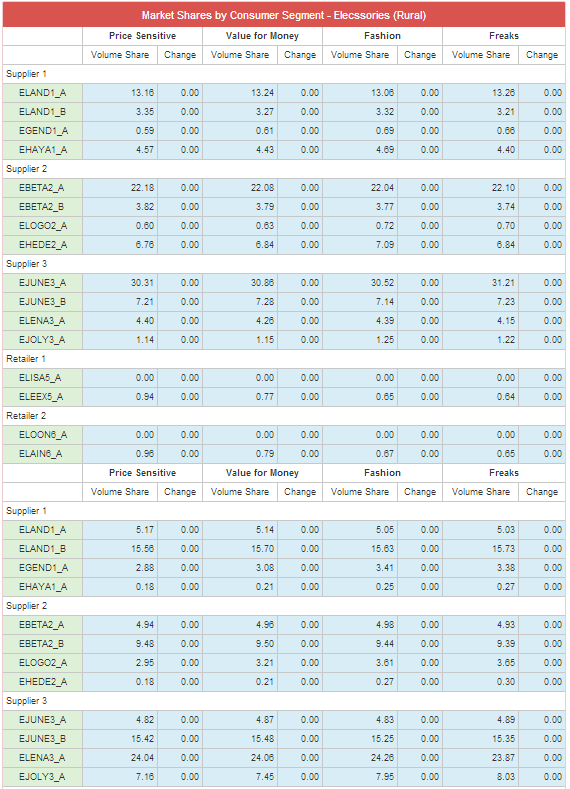 Market Shares by Consumer Segment - Elecssories (Rural)
Price Sensitive Value for Money Fashion Freaks
Volume Share Change Volume Share Change Volume Share Change Volume Share Change
Supplier 1
ELAND1_A 13.16 0.00 13.24 0.00 13.06 0.00 13.26 0.00
ELAND1_B 3.35 0.00 3.27 0.00 3.32 0.00 3.21 0.00
EGEND1_A 0.59 0.00 0.61 0.00 0.69 0.00 0.66 0.00
EHAYA1_A 4.57 0.00 4.43 0.00 4.69 0.00 4.40 0.00
Supplier 2
EBETA2_A 22.18 0.00 22.08 0.00 22.04 0.00 22.10 0.00
EBETA2_B 3.82 0.00 3.79 0.00 3.77 0.00 3.74 0.00
ELOGO2_A 0.60 0.00 0.63 0.00 0.72 0.00 0.70 0.00
EHEDE2_A 6.76 0.00 6.84 0.00 7.09 0.00 6.84 0.00
Supplier 3
EJUNE3_A 30.31 0.00 30.86 0.00 30.52 0.00 31.21 0.00
EJUNE3_B 7.21 0.00 7.28 0.00 7.14 0.00 7.23 0.00
ELENA3_A 4.40 0.00 4.26 0.00 4.39 0.00 4.15 0.00
EJOLY3_A 1.14 0.00 1.15 0.00 1.25 0.00 1.22 0.00
Retailer 1
ELISA5_A 0.00 0.00 0.00 0.00 0.00 0.00 0.00 0.00
ELEEX5_A 0.94 0.00 0.77 0.00 0.65 0.00 0.64 0.00
Retailer 2
ELOON6_A 0.00 0.00 0.00 0.00 0.00 0.00 0.00 0.00
ELAIN6_A 0.96 0.00 0.79 0.00 0.67 0.00 0.65 0.00
Price Sensitive Value for Money Fashion Freaks
Volume Share Change Volume Share Change Volume Share Change Volume Share Change
Supplier 1
ELAND1_A 5.17 0.00 5.14 0.00 5.05 0.00 5.03 0.00
ELAND1_B 15.56 0.00 15.70 0.00 15.63 0.00 15.73 0.00
EGEND1_A 2.88 0.00 3.08 0.00 3.41 0.00 3.38 0.00
EHAYA1_A 0.18 0.00 0.21 0.00 0.25 0.00 0.27 0.00
Supplier 2
EBETA2_A 4.94 0.00 4.96 0.00 4.98 0.00 4.93 0.00
EBETA2_B 9.48 0.00 9.50 0.00 9.44 0.00 9.39 0.00
ELOGO2_A 2.95 0.00 3.21 0.00 3.61 0.00 3.65 0.00
EHEDE2_A 0.18 0.00 0.21 0.00 0.27 0.00 0.30 0.00
Supplier 3
EJUNE3_A 4.82 0.00 4.87 0.00 4.83 0.00 4.89 0.00
EJUNE3_B 15.42 0.00 15.48 0.00 15.25 0.00 15.35 0.00
ELENA3_A 24.04 0.00 24.06 0.00 24.26 0.00 23.87 0.00
EJOLY3_A 7.16 0.00 7.45 0.00 7.95 0.00 8.03 0.00